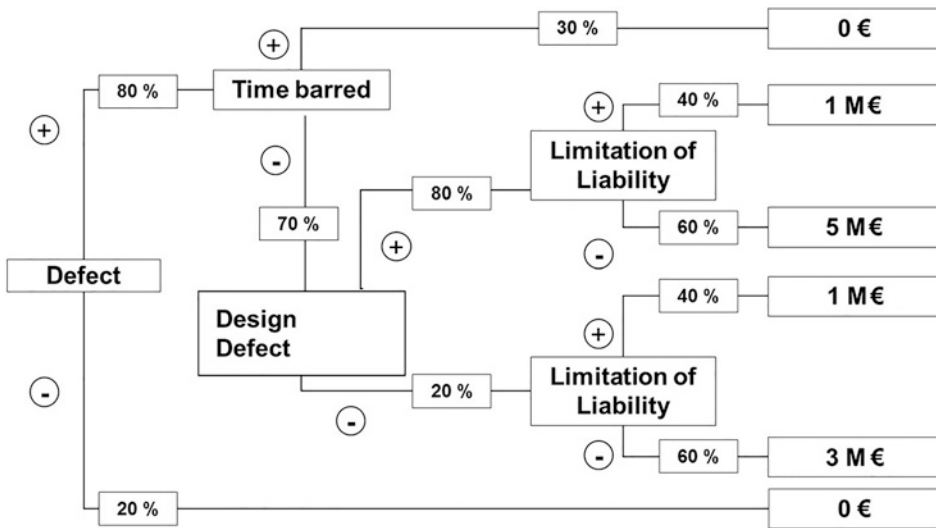 30 %
0 €
+
80 %
Time barred
40 %
1 M €
+
+
Limitation of
Liability
-
80 %
70 %
60 %
5 M €
+
-
Defect
40 %
1 M €
Design
Defect
+
Limitation of
Liability
20 %
-
-
-
60 %
3 M €
20 %
0 €